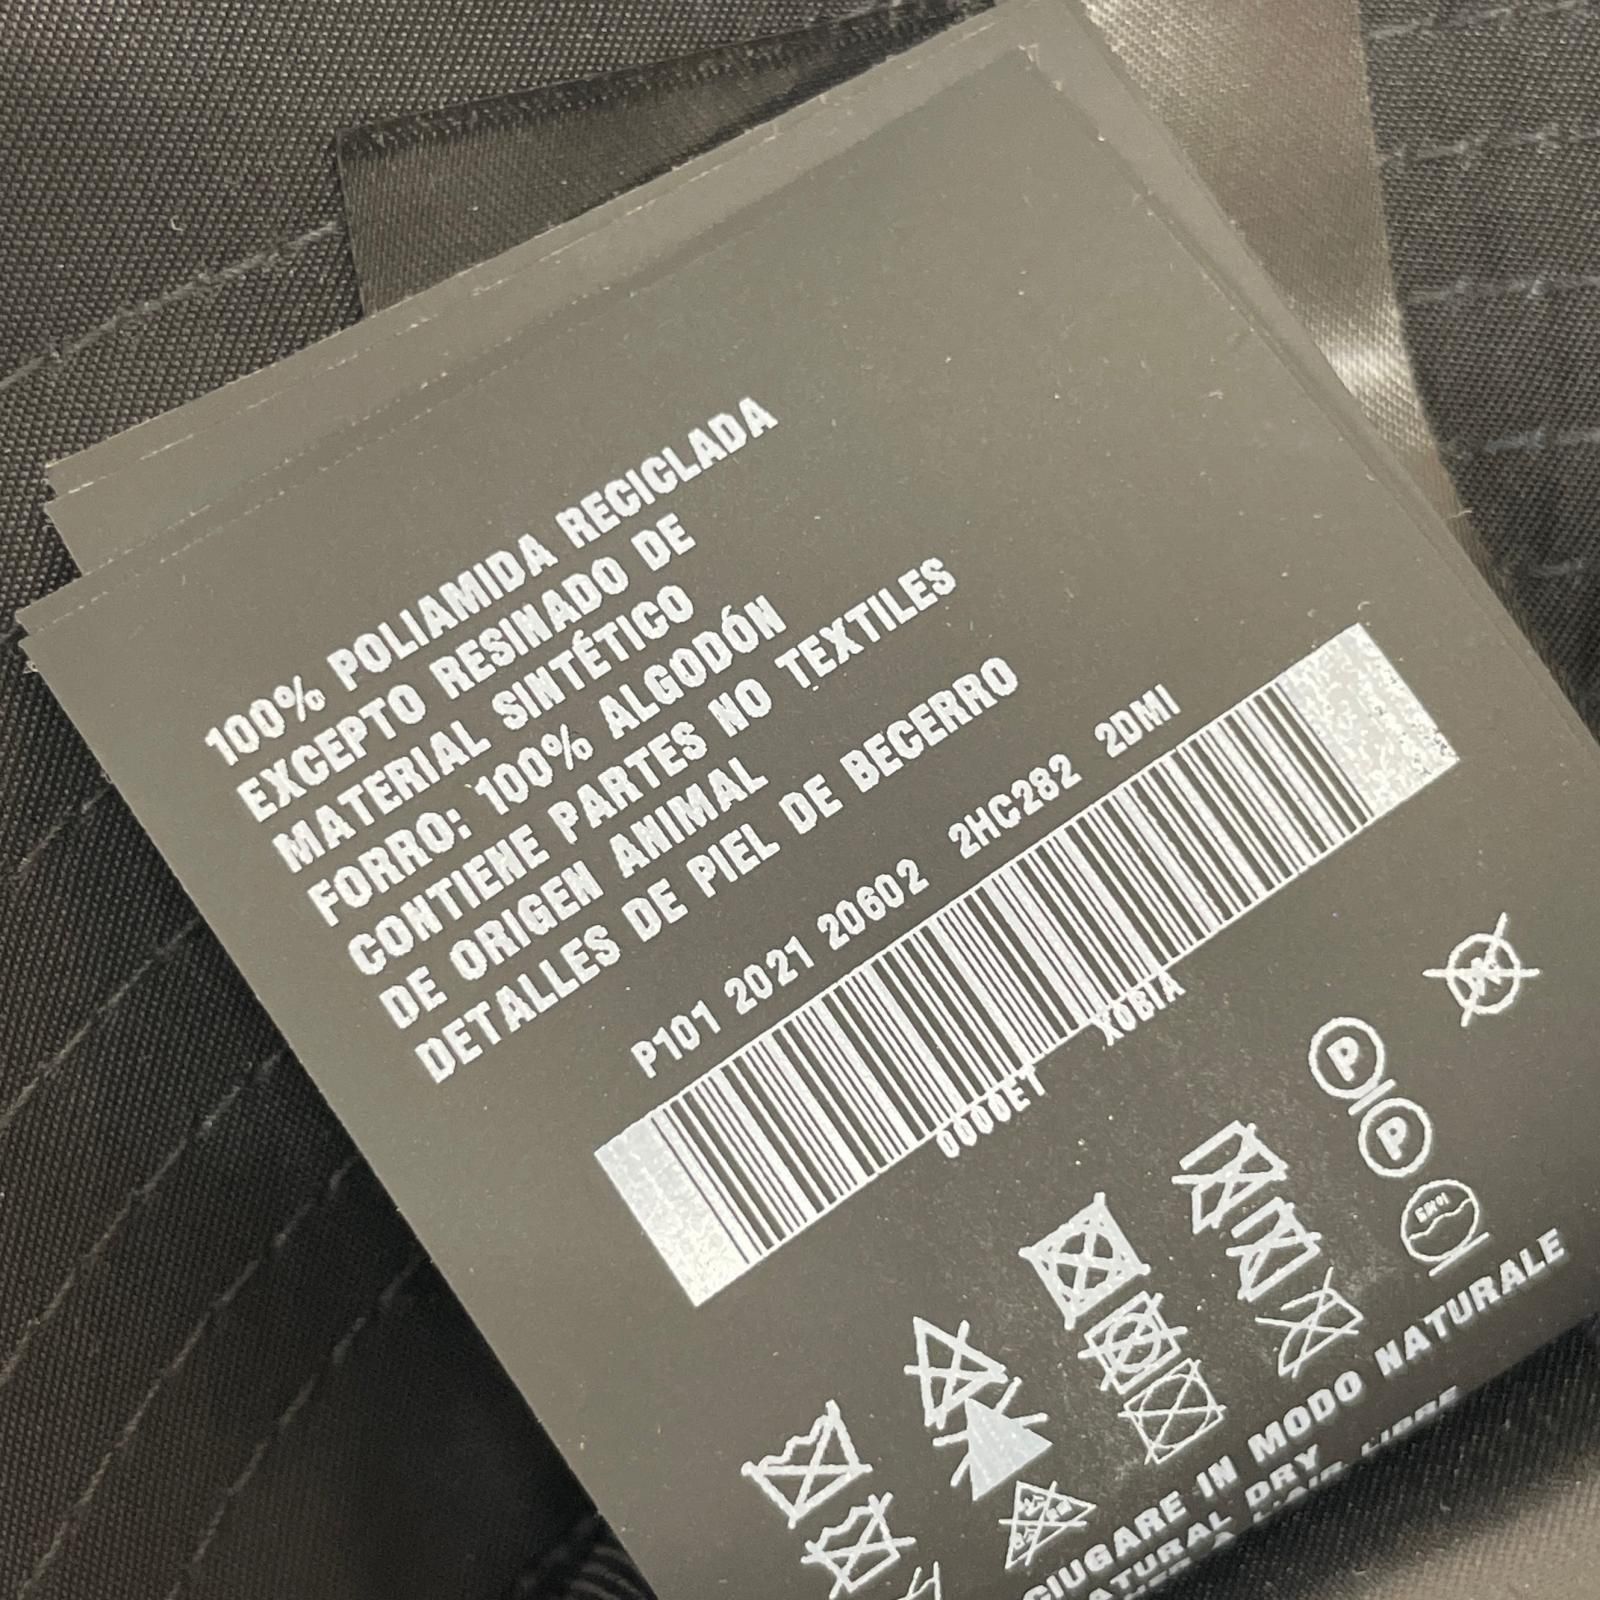 100% POLIAMIDA RECICLADA
EXCEPTO RESINADO DE
MATERIAL SINTÉTICO
FORRO: 100% ALGODÓN
CONTIENE PARTES NO TEXTILES
DE ORIGEN ANIMAL
DETALLES DE PIEL DE BECERRO
P101 2021 20602 2HC282 2DMI
P
P
IN MODO NATURALE
DRY